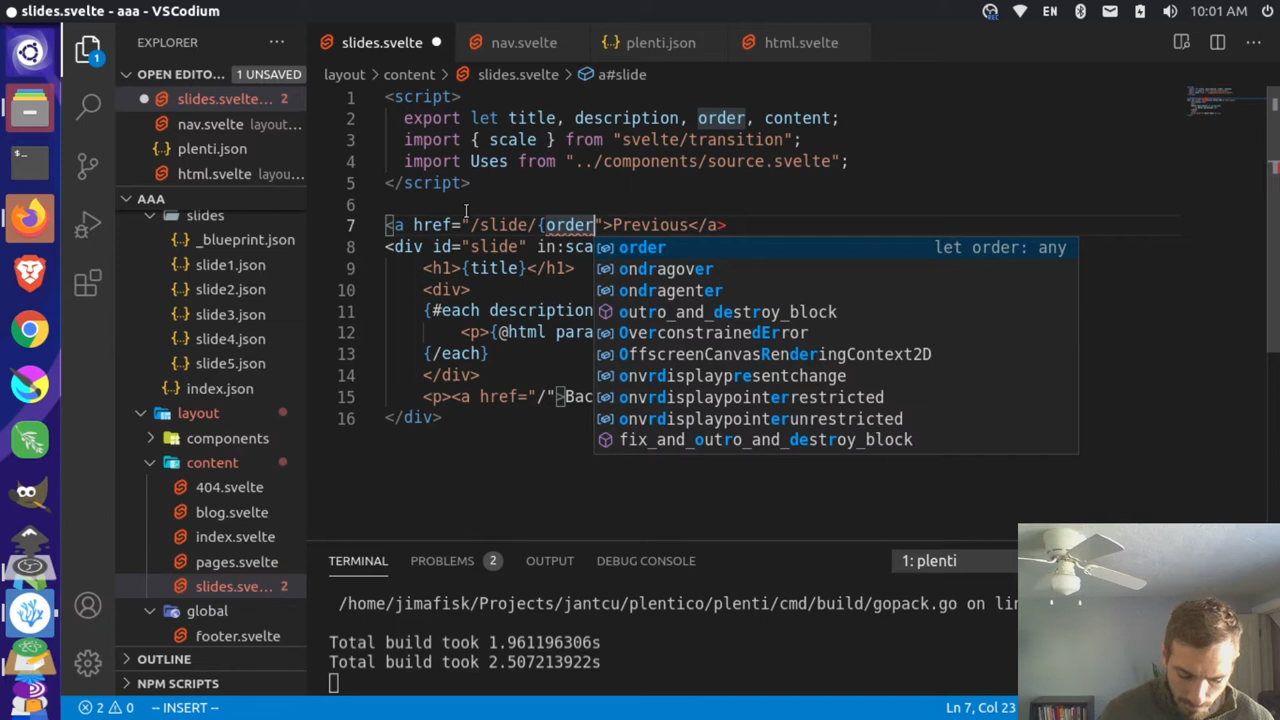 slides.svelte - aaa - VSCodium
REC
EN
10:01 AM
EXPLORER
slides.svelte
nav.svelte
plenti.json
html.svelte
OPEN EDITO...
1 UNSAVED
layout > content > slides.svelte > a#slide
slides.svelte... 2
nav.svelte layout...
plenti.json
html.svelte layou...
AAA
slides
_blueprint.json
slide1.json
slide2.json
slide3.json
slide4.json
slide5.json
index.json
layout
components
content
404.svelte
blog.svelte
index.svelte
pages.svelte
slides.sve... 2
global
footer.svelte
OUTLINE
NPM SCRIPTS
1
1 <script>
2 export let title, description, order, content;
3 import { scale } from "svelte/transition";
4 import Uses from "../components/source.svelte";
5 </script>
6
7 <a href="/slide/{order">Previous</a>
8 <div id="slide" in:sca
9 <h1>{title}</h1>
10 <div>
11 {#each description
12 <p>{@html para
13 {/each}
14 </div>
15 <p><a href="/">Bac
16 </div>
order let order: any
ondragover
ondragenter
outro_and_destroy_block
OverconstrainedError
OffscreenCanvasRenderingContext2D
onvrdisplaypresentchange
onvrdisplaypointerrestricted
onvrdisplaypointerunrestricted
fix_and_outro_and_destroy_block
TERMINAL PROBLEMS 2 OUTPUT DEBUG CONSOLE 1: plenti
/home/jimafisk/Projects/jantcu/plentico/plenti/cmd/build/gopack.go on lin
Total build took 1.961196306s
Total build took 2.507213922s
2 0 -- INSERT -- Ln 7, Col 23